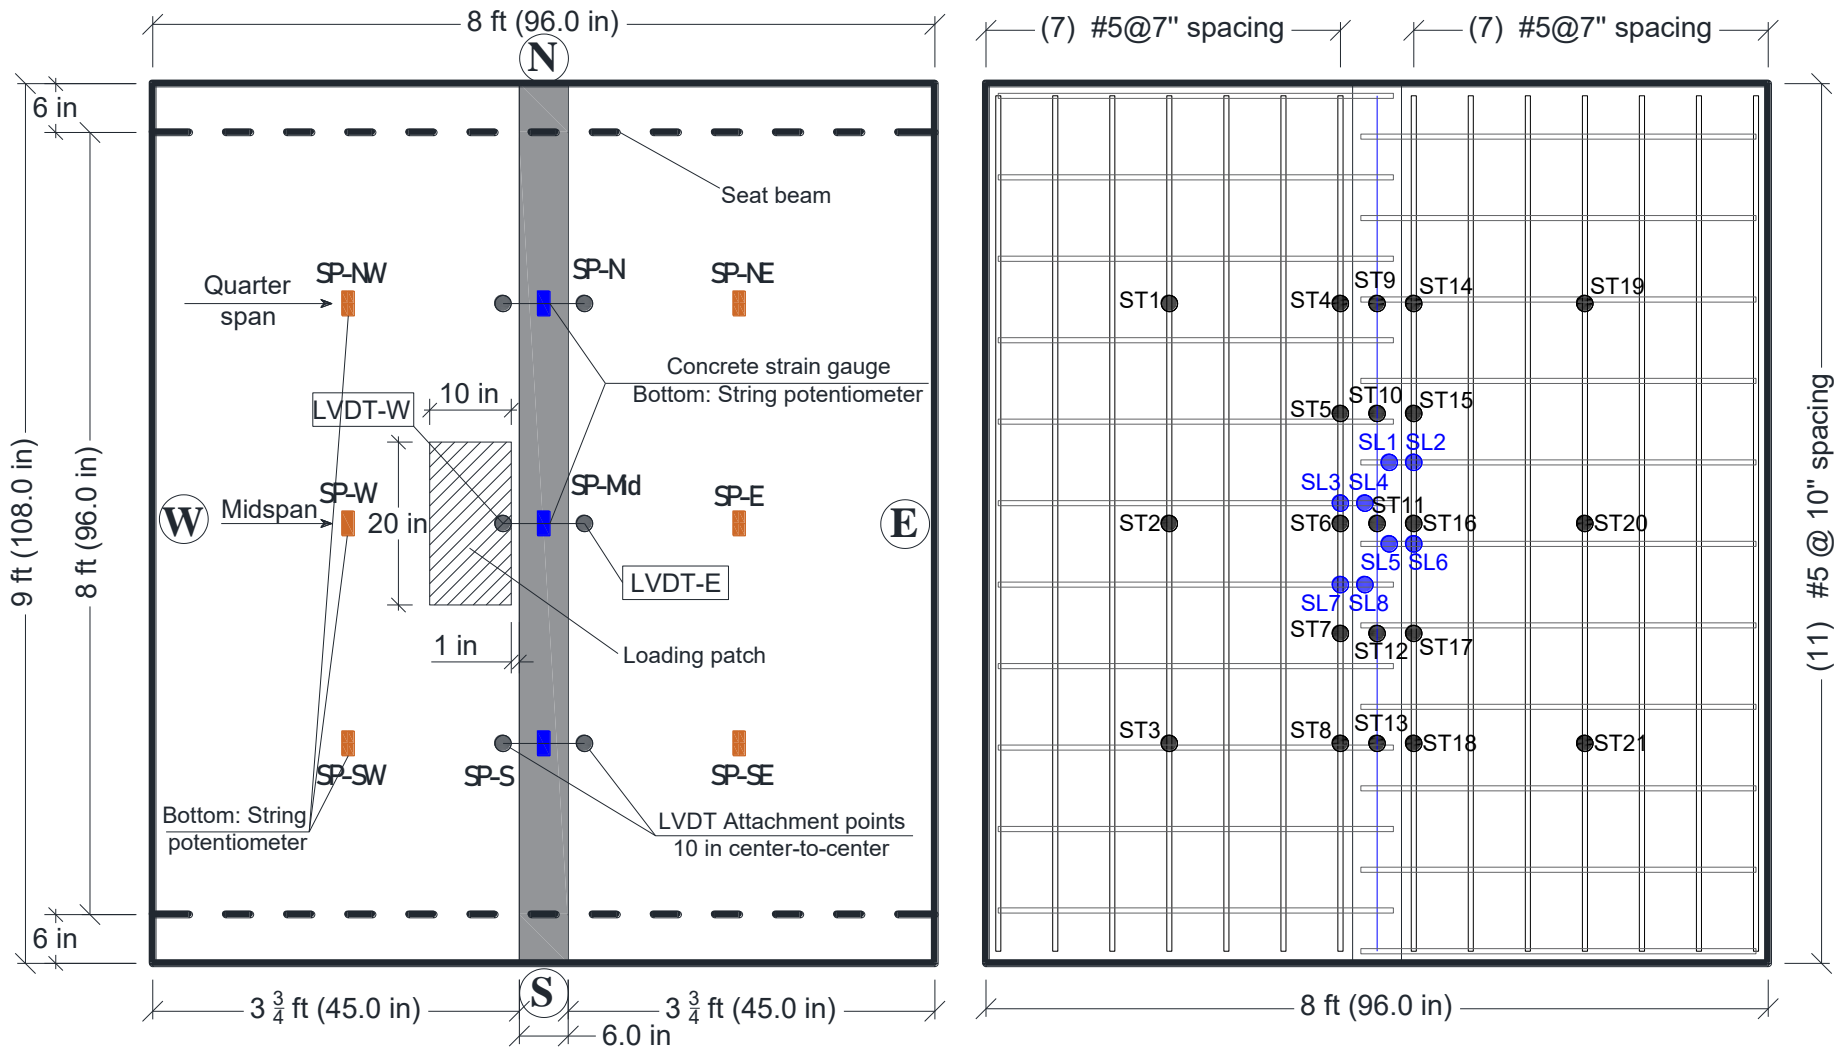 8 ft (96.0 in)
(7) #5@7" spacing
(7) #5@7" spacing
N
6 in
Seat beam
Quarter
span
SP-NW
SP-N
SP-NE
ST1
ST4
ST9
ST14
ST19
Concrete strain gauge
Bottom: String potentiometer
10 in
LVDT-W
ST5
ST10
ST15
SL1
SL2
SP-W
SP-Mid
SP-E
SL3
SL4
Midspan
W
20 in
E
ST2
ST6
ST11
ST16
ST20
9 ft (108.0 in)
8 ft (96.0 in)
LVDT-E
SL5
SL6
SL7
SL8
1 in
Loading patch
ST7
ST12
ST17
(11) #5 @ 10" spacing
SP-SW
SP-S
SP-SE
ST3
ST8
ST13
ST18
ST21
Bottom: String
potentiometer
LVDT Attachment points
10 in center-to-center
6 in
S
3 3/4 ft (45.0 in)
3 3/4 ft (45.0 in)
6.0 in
8 ft (96.0 in)